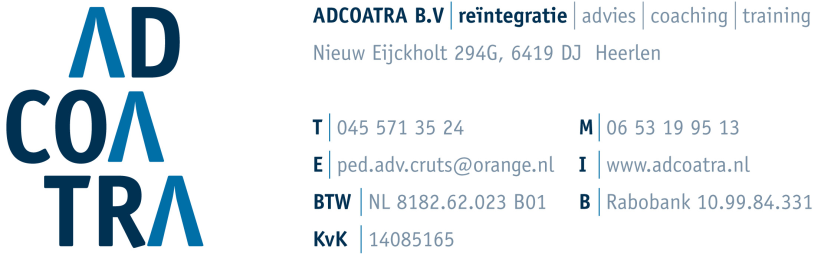 AD
COA
TRA
ADCOATRA B.V | reïntegratie | advies | coaching | training
Nieuw Eijckholt 294G, 6419 DJ Heerlen
T | 045 571 35 24 M | 06 53 19 95 13
E | ped.adv.cruts@orange.nl I | www.adcoatra.nl
BTW | NL 8182.62.023 B01 B | Rabobank 10.99.84.331
KvK | 14085165